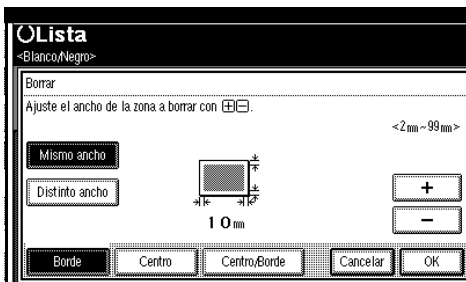 Lista
<Blanco/Negro>
Borrar
Ajuste el ancho de la zona a borrar con ⊞⊟.
<2mm~99mm>
Mismo ancho
Distinto ancho
10mm
+
−
Borde
Centro
Centro/Borde
Cancelar
OK